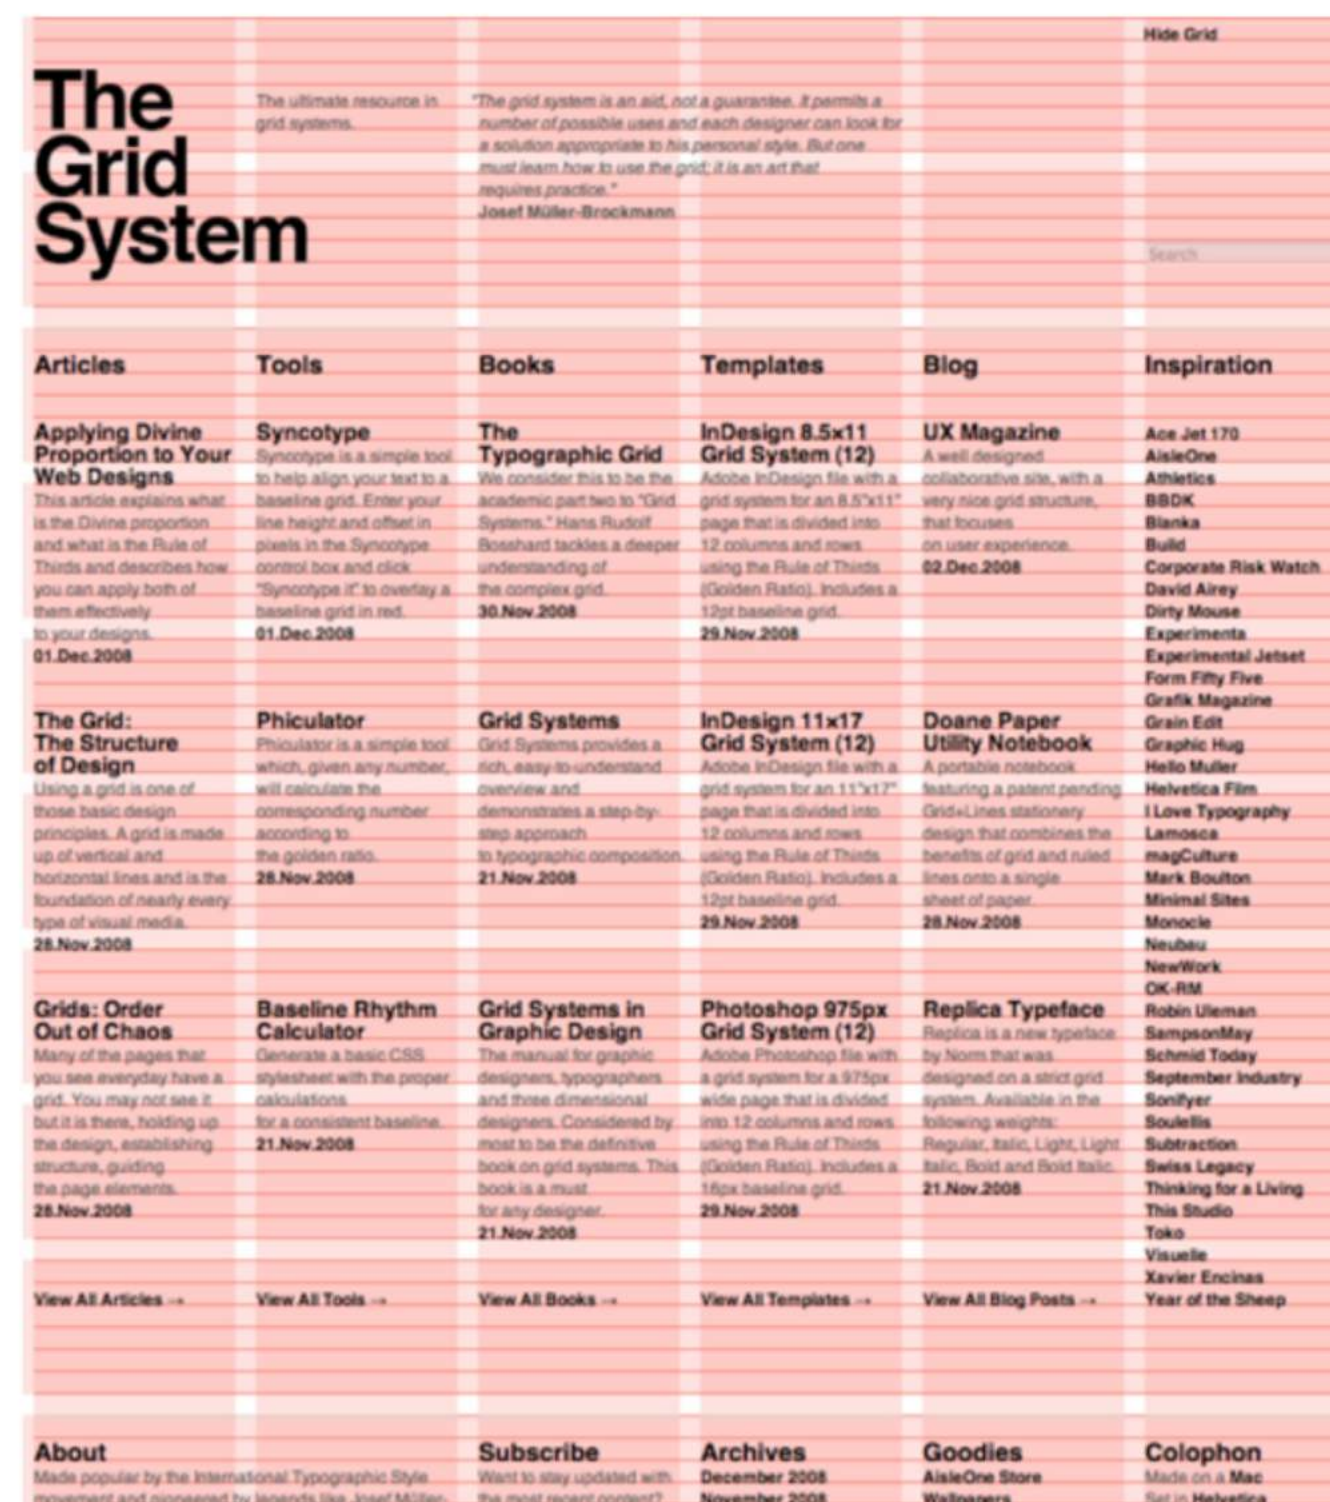 Hide Grid
The
Grid
System
The ultimate resource in
grid systems.
"The grid system is an aid, not a guarantee. It permits a
number of possible uses and each designer can look for
a solution appropriate to his personal style. But one
must learn how to use the grid; it is an art that
requires practice."
Josef Müller-Brockmann
Search
Articles
Applying Divine
Proportion to Your
Web Designs
This article explains what
is the Divine proportion
and what is the Rule of
Thirds and describes how
you can apply both of
them effectively
to your designs.
01.Dec.2008
The Grid:
The Structure
of Design
Using a grid is one of
those basic design
principles. A grid is made
up of vertical and
horizontal lines and is the
foundation of nearly every
type of visual media.
28.Nov.2008
Grids: Order
Out of Chaos
Many of the pages that
you see everyday have a
grid. You may not see it
but it is there, holding up
the design, establishing
structure, guiding
the page elements.
28.Nov.2008
View All Articles →
Tools
Syncotype
Syncotype is a simple tool
to help align your text to a
baseline grid. Enter your
line height and offset in
pixels in the Syncotype
control box and click
"Syncotype it" to overlay a
baseline grid in red.
01.Dec.2008
Phiculator
Phiculator is a simple tool
which, given any number,
will calculate the
corresponding number
according to
the golden ratio.
28.Nov.2008
Baseline Rhythm
Calculator
Generate a basic CSS
stylesheet with the proper
calculations
for a consistent baseline.
21.Nov.2008
View All Tools →
Books
The
Typographic Grid
We consider this to be the
academic part two to "Grid
Systems." Hans Rudolf
Bosshard tackles a deeper
understanding of
the complex grid.
30.Nov.2008
Grid Systems
Grid Systems provides a
rich, easy-to-understand
overview and
demonstrates a step-by-
step approach
to typographic composition.
21.Nov.2008
Grid Systems in
Graphic Design
The manual for graphic
designers, typographers
and three dimensional
designers. Considered by
most to be the definitive
book on grid systems. This
book is a must
for any designer.
21.Nov.2008
View All Books →
Templates
InDesign 8.5x11
Grid System (12)
Adobe InDesign file with a
grid system for an 8.5"x11"
page that is divided into
12 columns and rows
using the Rule of Thirds
(Golden Ratio). Includes a
12pt baseline grid.
29.Nov.2008
InDesign 11x17
Grid System (12)
Adobe InDesign file with a
grid system for an 11"x17"
page that is divided into
12 columns and rows
using the Rule of Thirds
(Golden Ratio). Includes a
12pt baseline grid.
29.Nov.2008
Photoshop 975px
Grid System (12)
Adobe Photoshop file with
a grid system for a 975px
wide page that is divided
into 12 columns and rows
using the Rule of Thirds
(Golden Ratio). Includes a
16px baseline grid.
29.Nov.2008
View All Templates →
Blog
UX Magazine
A well designed
collaborative site, with a
very nice grid structure,
that focuses
on user experience.
02.Dec.2008
Doane Paper
Utility Notebook
A portable notebook
featuring a patent pending
Grid+Lines stationery
design that combines the
benefits of grid and ruled
lines onto a single
sheet of paper.
28.Nov.2008
Replica Typeface
Replica is a new typeface
by Norm that was
designed on a strict grid
system. Available in the
following weights:
Regular, Italic, Light, Light
Italic, Bold and Bold Italic.
21.Nov.2008
View All Blog Posts →
Inspiration
Ace Jet 170
AisleOne
Athletics
BBDK
Blanka
Build
Corporate Risk Watch
David Airey
Dirty Mouse
Experimenta
Experimental Jetset
Form Fifty Five
Grafik Magazine
Grain Edit
Graphic Hug
Hello Muller
Helvetica Film
I Love Typography
Lamosca
magCulture
Mark Boulton
Minimal Sites
Monocle
Neubau
NewWork
OK-RM
Robin Uleman
SampsonMay
Schmid Today
September Industry
Sonifyer
Soulellis
Subtraction
Swiss Legacy
Thinking for a Living
This Studio
Toko
Visuelle
Xavier Encinas
Year of the Sheep
About
Made popular by the International Typographic Style
movement and pioneered by legends like Josef Müller-
Subscribe
Want to stay updated with
the most recent content?
Archives
December 2008
November 2008
Goodies
AisleOne Store
Wallpapers
Colophon
Made on a Mac
Set in Helvetica